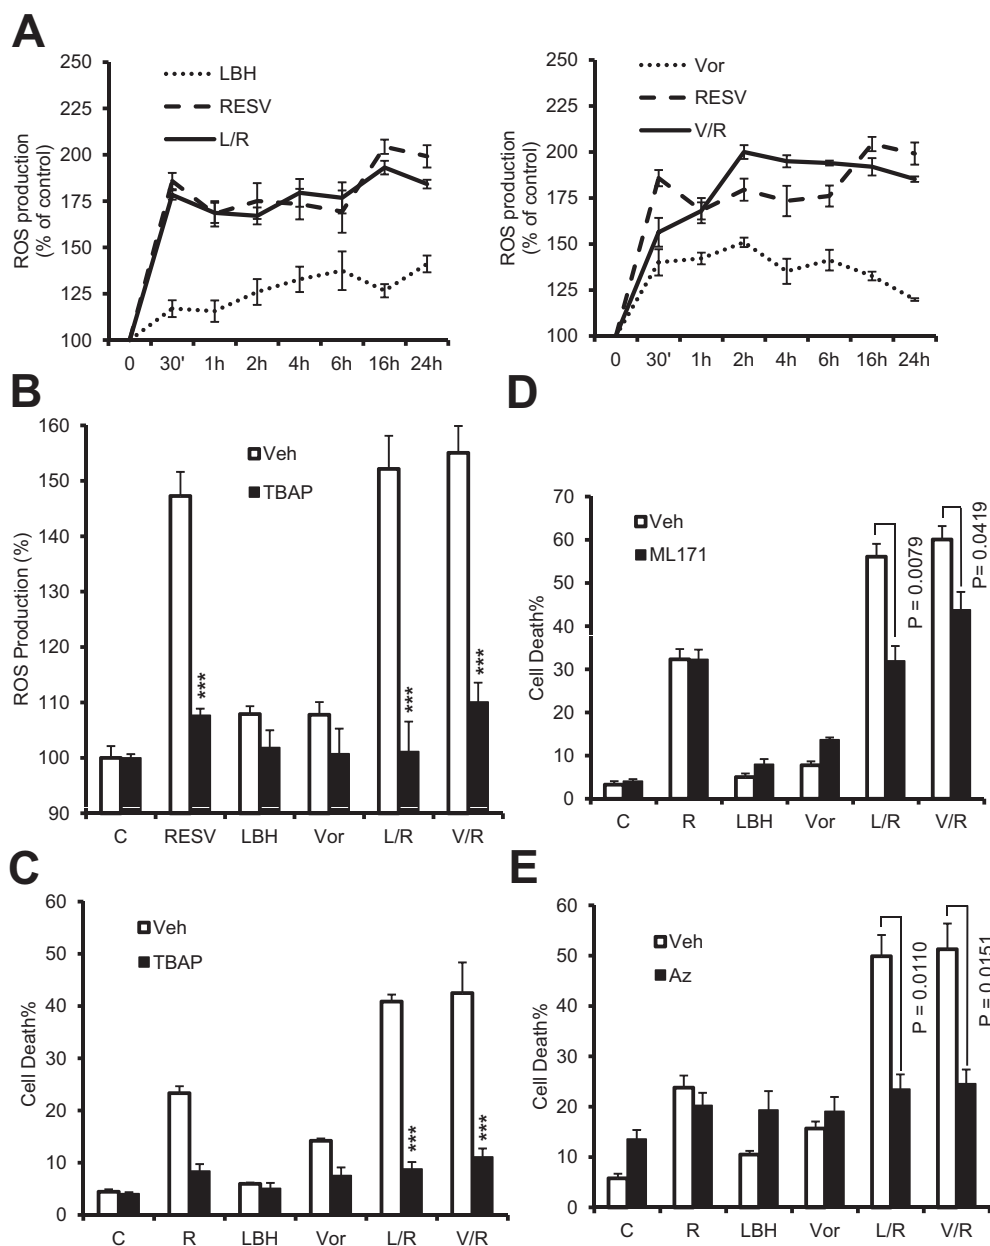 A
LBH
RESV
L/R
ROS production
(% of control)
250
225
200
175
150
125
100
0 30' 1h 2h 4h 6h 16h 24h
Vor
RESV
V/R
ROS production
(% of control)
250
225
200
175
150
125
100
0 30' 1h 2h 4h 6h 16h 24h
B
Veh
TBAP
ROS Production (%)
160
150
140
130
120
110
100
90
***
***
***
C RESV LBH Vor L/R V/R
D
Veh
ML171
Cell Death%
70
60
50
40
30
20
10
0
P = 0.0079
P= 0.0419
C R LBH Vor L/R V/R
C
Veh
TBAP
Cell Death%
60
50
40
30
20
10
0
***
***
C R LBH Vor L/R V/R
E
Veh
Az
Cell Death%
60
50
40
30
20
10
0
P = 0.0110
P = 0.0151
C R LBH Vor L/R V/R